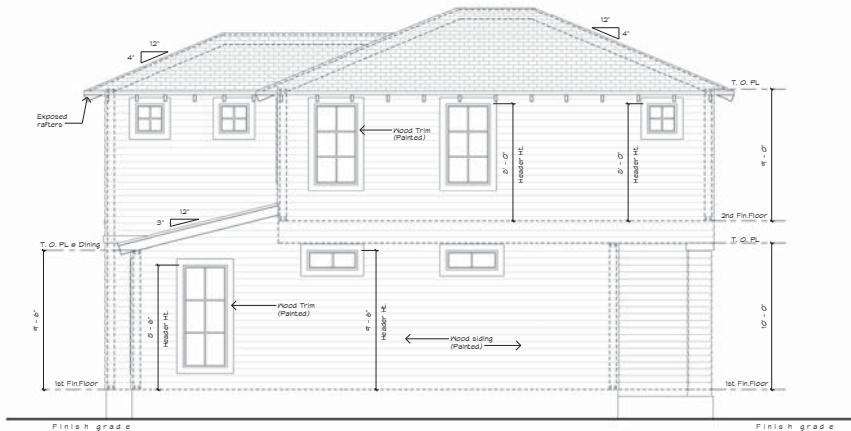 12"
4"
12"
4"
T. O. PL
Exposed
rafters
Wood Trim
(Painted)
8' - 0"
Header Ht.
8' - 0"
Header Ht.
9' - 0"
12"
3"
2nd Fin.Floor
T. O. PL @ Dining
T. O. PL
9' - 6"
8' - 6"
Header Ht.
Wood Trim
(Painted)
9' - 6"
Header Ht.
Wood siding
(Painted)
10' - 0"
1st Fin.Floor
1st Fin.Floor
Finish grade
Finish grade